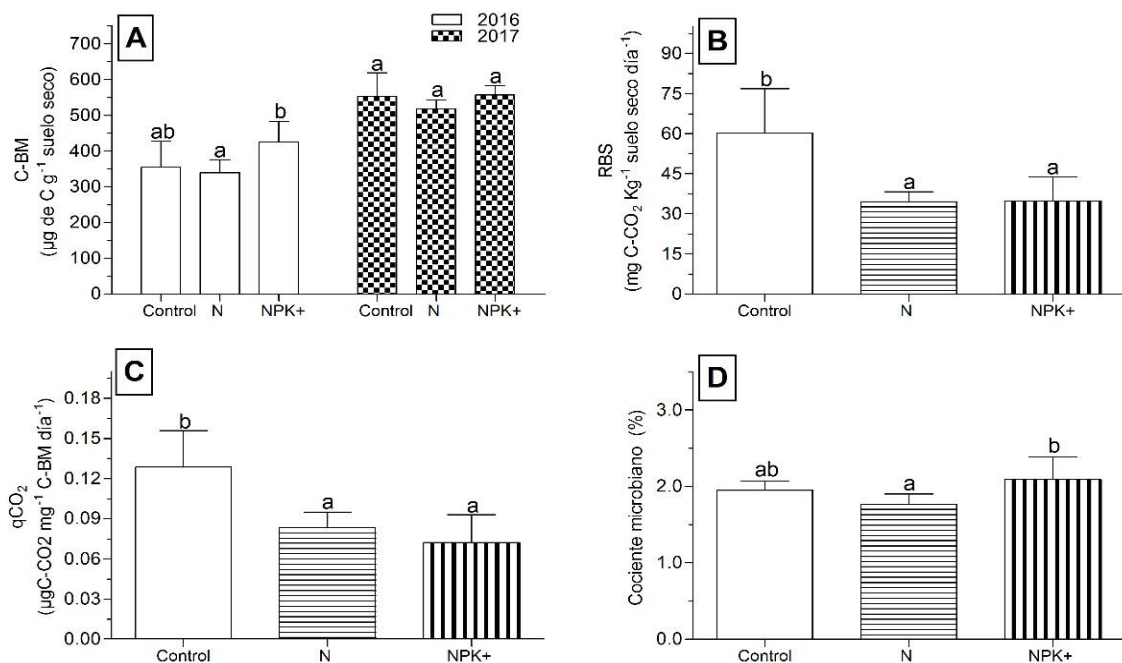 A
2016
2017
C-BM
(µg de C g⁻¹ suelo seco)
700
600
500
400
300
200
100
0
ab
a
b
a
a
a
Control N NPK+ Control N NPK+
B
RBS
(mg C-CO₂ Kg⁻¹ suelo seco día⁻¹)
90
75
60
45
30
15
0
b
a
a
Control N NPK+
C
qCO₂
(µgC-CO2 mg⁻¹ C-BM día⁻¹)
0.18
0.15
0.12
0.09
0.06
0.03
0.00
b
a
a
Control N NPK+
D
Cociente microbiano (%)
3.0
2.0
1.0
0.0
ab
a
b
Control N NPK+